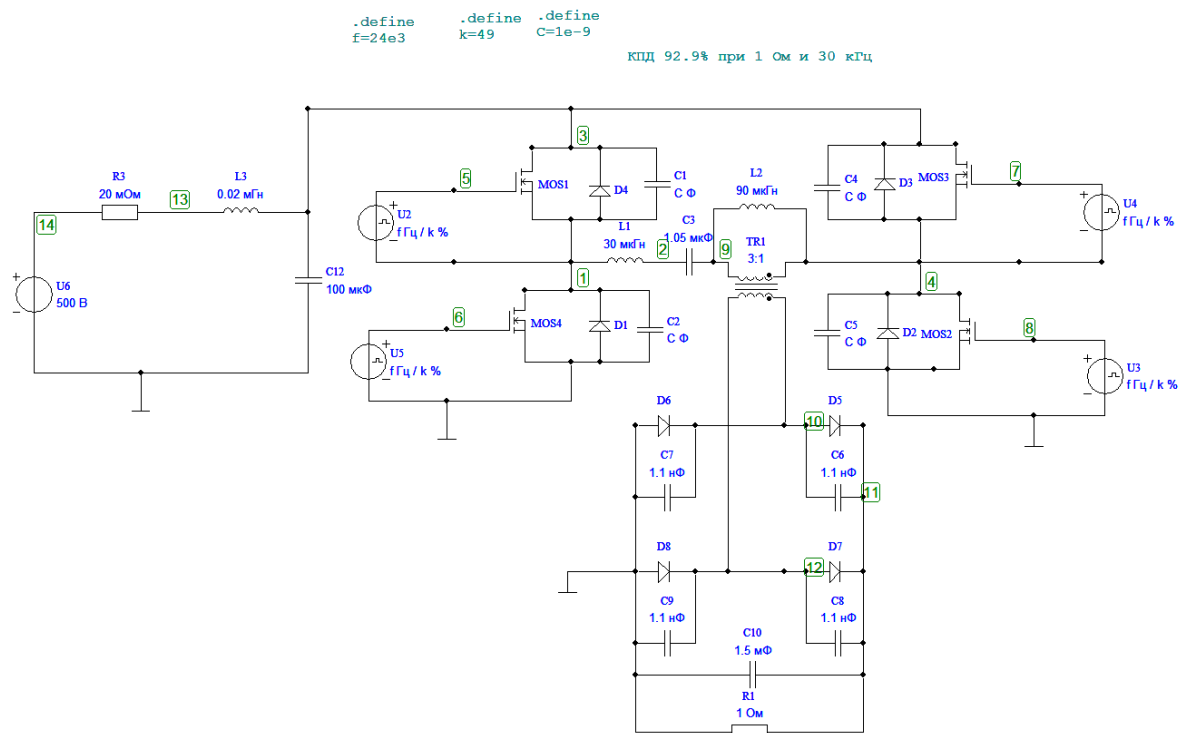 .define
f=24e3
.define
k=49
.define
C=1e-9
КПД 92.9% при 1 Ом и 30 кГц
R3
20 мОм
13
L3
0.02 мГн
14
U6
500 В
C12
100 мкФ
3
5
MOS1
D4
C1
C Ф
U2
f Гц / k %
L1
30 мкГн
2
C3
1.05 мкФ
9
L2
90 мкГн
TR1
3:1
C4
C Ф
D3
MOS3
7
U4
f Гц / k %
1
6
MOS4
D1
C2
C Ф
U5
f Гц / k %
4
C5
C Ф
D2
MOS2
8
U3
f Гц / k %
D6
D5
10
C7
1.1 нФ
C6
1.1 нФ
11
D8
D7
12
C9
1.1 нФ
C8
1.1 нФ
C10
1.5 мФ
R1
1 Ом